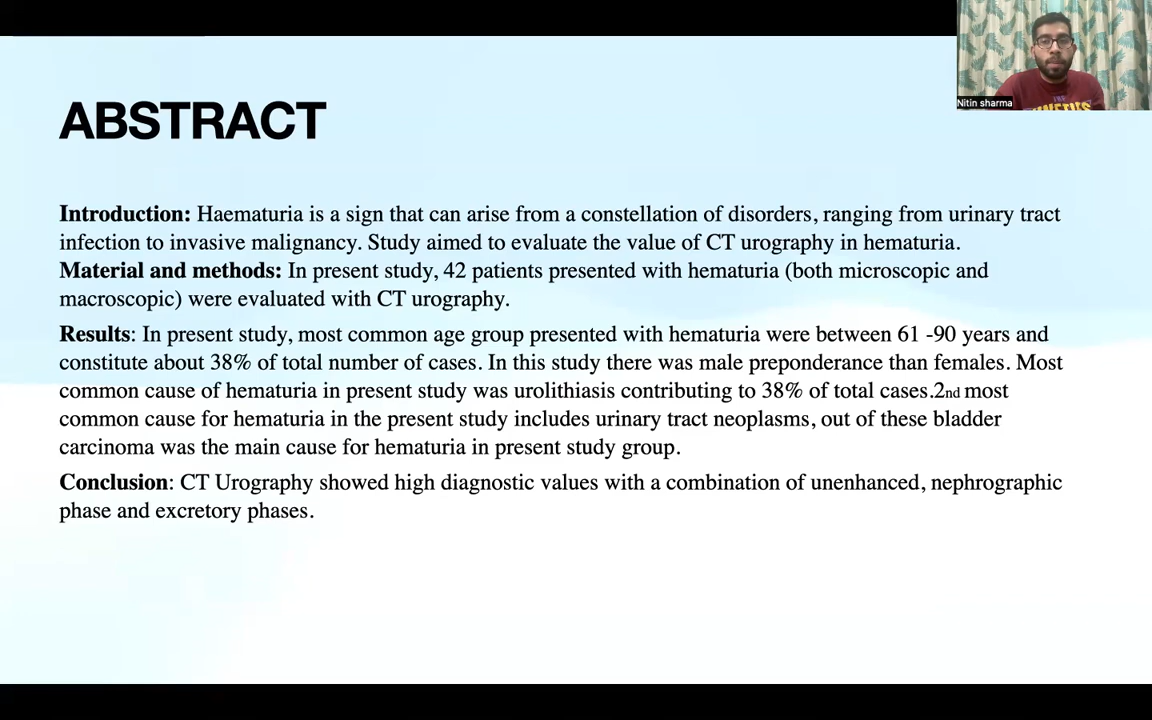 ABSTRACT
Nitin sharma
Introduction: Haematuria is a sign that can arise from a constellation of disorders, ranging from urinary tract
infection to invasive malignancy. Study aimed to evaluate the value of CT urography in hematuria.
Material and methods: In present study, 42 patients presented with hematuria (both microscopic and
macroscopic) were evaluated with CT urography.
Results: In present study, most common age group presented with hematuria were between 61 -90 years and
constitute about 38% of total number of cases. In this study there was male preponderance than females. Most
common cause of hematuria in present study was urolithiasis contributing to 38% of total cases.2nd most
common cause for hematuria in the present study includes urinary tract neoplasms, out of these bladder
carcinoma was the main cause for hematuria in present study group.
Conclusion: CT Urography showed high diagnostic values with a combination of unenhanced, nephrographic
phase and excretory phases.